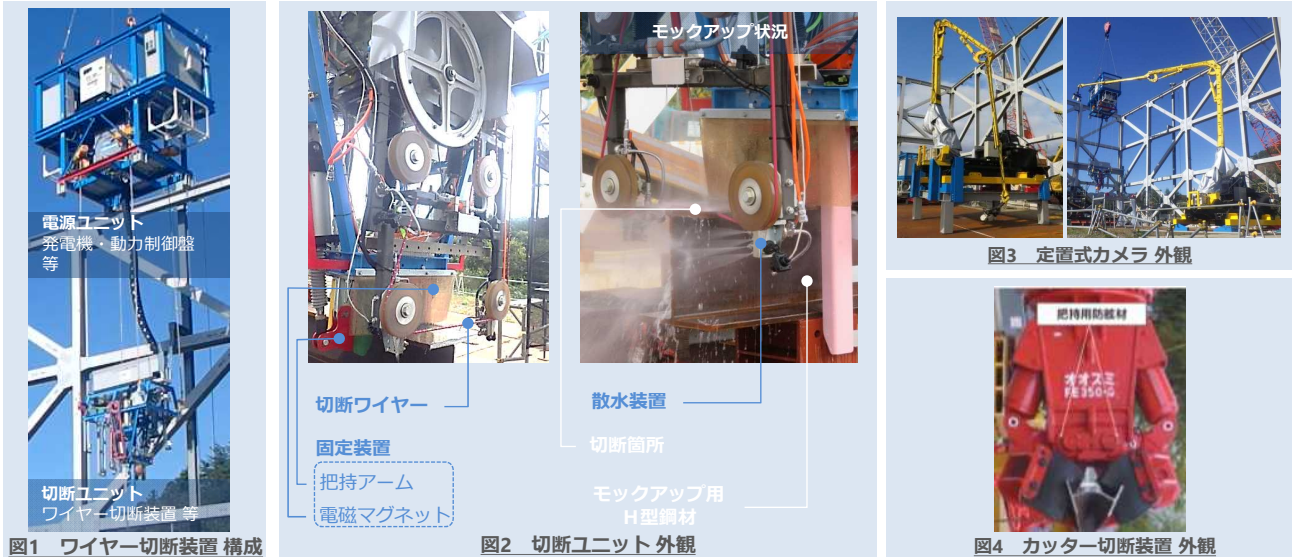 電源ユニット
発電機・動力制御盤
等
切断ユニット
ワイヤー切断装置 等
図1 ワイヤー切断装置 構成
モックアップ状況
切断ワイヤー
固定装置
把持アーム
電磁マグネット
散水装置
切断箇所
モックアップ用
H型鋼材
図2 切断ユニット 外観
図3 定置式カメラ 外観
把持用防舷材
オオスミ
FE350・G
図4 カッター切断装置 外観